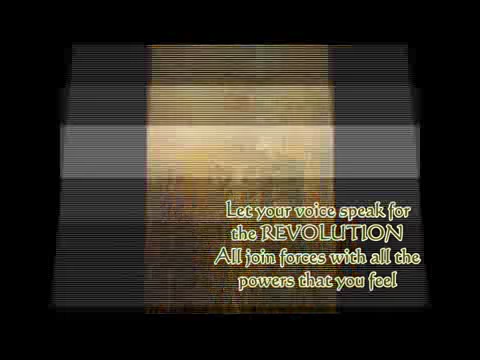 Let your voice speak for
the REVOLUTION
All join forces with all the
powers that you feel